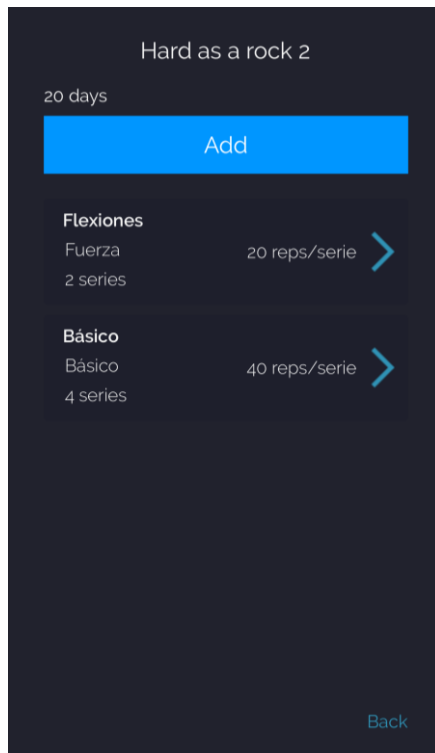 Hard as a rock 2
20 days
Add
Flexiones
Fuerza
20 reps/serie
2 series
Básico
Básico
40 reps/serie
4 series
Back